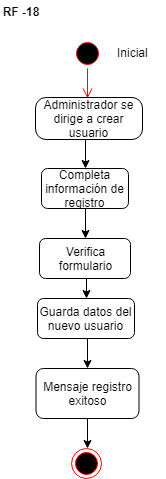 RF -18
Inicial
Administrador se
dirige a crear
usuario
Completa
información de
registro
Verifica
formulario
Guarda datos del
nuevo usuario
Mensaje registro
exitoso